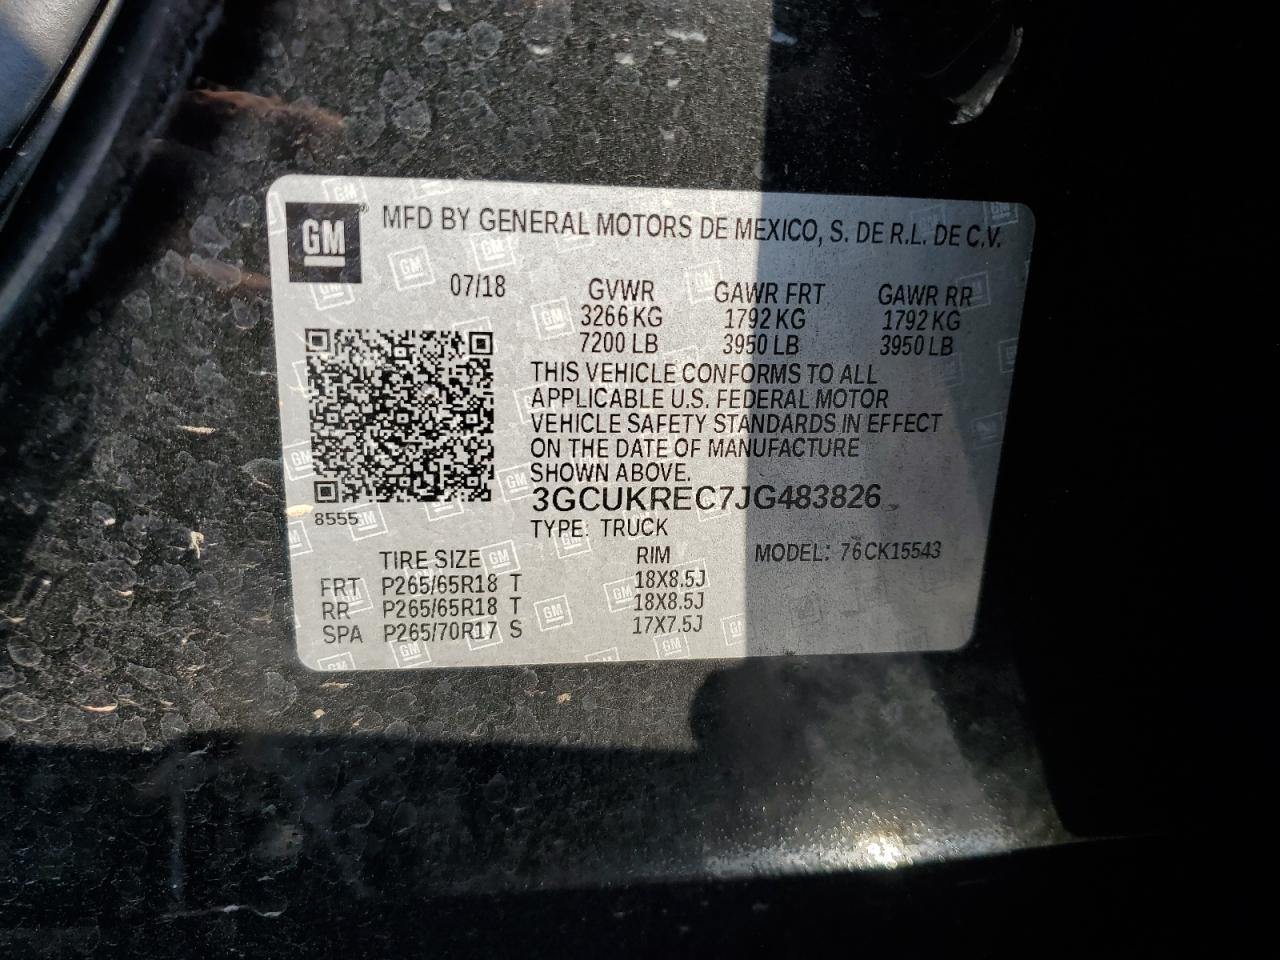 GM® MFD BY GENERAL MOTORS DE MEXICO, S. DE R.L. DE C.V.
07/18 GVWR GAWR FRT GAWR RR
3266 KG 1792 KG 1792 KG
7200 LB 3950 LB 3950 LB
THIS VEHICLE CONFORMS TO ALL
APPLICABLE U.S. FEDERAL MOTOR
VEHICLE SAFETY STANDARDS IN EFFECT
ON THE DATE OF MANUFACTURE
SHOWN ABOVE.
3GCUKREC7JG483826
8555
TYPE: TRUCK
TIRE SIZE RIM MODEL: 76CK15543
FRT P265/65R18 T 18X8.5J
RR P265/65R18 T 18X8.5J
SPA P265/70R17 S 17X7.5J